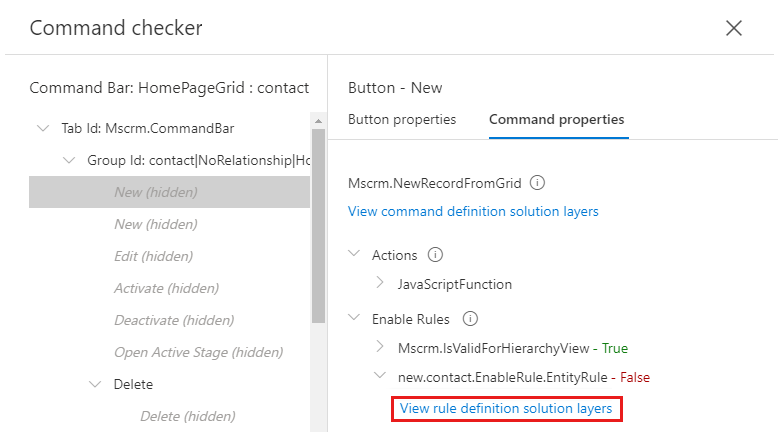 Command checker
Command Bar: HomePageGrid : contact
Tab Id: Mscrm.CommandBar
Group Id: contact|NoRelationship|Ho
New (hidden)
New (hidden)
Edit (hidden)
Activate (hidden)
Deactivate (hidden)
Open Active Stage (hidden)
Delete
Delete (hidden)
Button - New
Button properties
Command properties
Mscrm.NewRecordFromGrid
View command definition solution layers
Actions
JavaScriptFunction
Enable Rules
Mscrm.IsValidForHierarchyView - True
new.contact.EnableRule.EntityRule - False
View rule definition solution layers